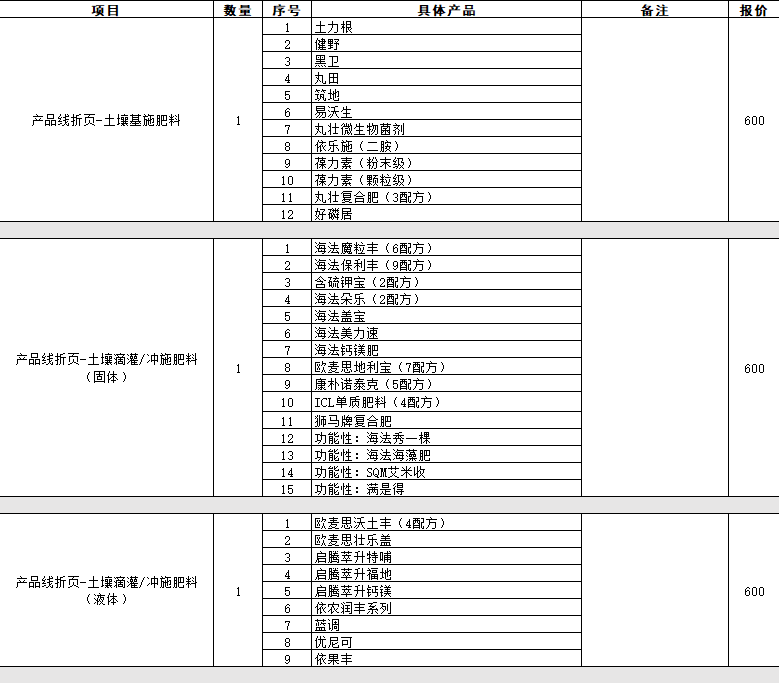 项目 数量 序号 具体产品 备注 报价
产品线折页-土壤基施肥料 1 600
1 土力根
2 健野
3 黑卫
4 丸田
5 筑地
6 易沃生
7 丸壮微生物菌剂
8 依乐施（二胺）
9 葆力素（粉末级）
10 葆力素（颗粒级）
11 丸壮复合肥（3配方）
12 好磷居
产品线折页-土壤滴灌/冲施肥料
（固体） 1 600
1 海法魔粒丰（6配方）
2 海法保利丰（9配方）
3 含硫钾宝（2配方）
4 海法朵乐（2配方）
5 海法盖宝
6 海法美力速
7 海法钙镁肥
8 欧麦思地利宝（7配方）
9 康朴诺泰克（5配方）
10 ICL单质肥料（4配方）
11 狮马牌复合肥
12 功能性：海法秀一棵
13 功能性：海法海藻肥
14 功能性：SQM艾米收
15 功能性：满是得
产品线折页-土壤滴灌/冲施肥料
（液体） 1 600
1 欧麦思沃土丰（4配方）
2 欧麦思壮乐盖
3 启腾萃升特哺
4 启腾萃升福地
5 启腾萃升钙镁
6 依农润丰系列
7 蓝调
8 优尼可
9 依果丰